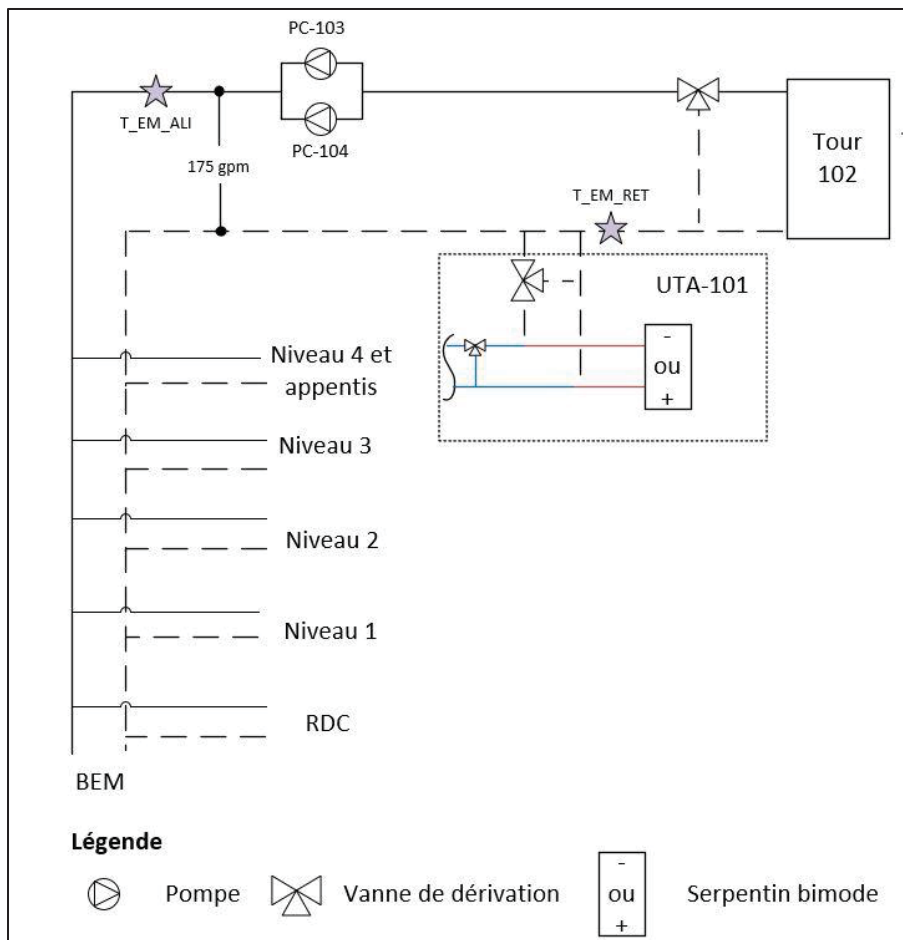 PC-103
T_EM_ALI
PC-104
175 gpm
Tour
102
T_EM_RET
UTA-101
-
ou
+
Niveau 4 et
appentis
Niveau 3
Niveau 2
Niveau 1
RDC
BEM
Légende
Pompe
Vanne de dérivation
-
ou
+
Serpentin bimode